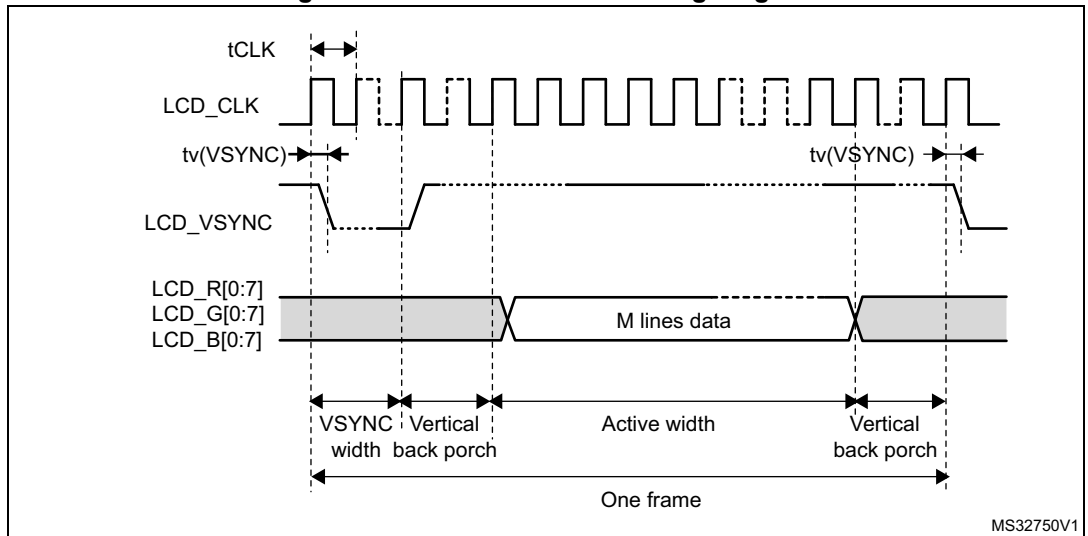 tCLK
LCD_CLK
tv(VSYNC)
tv(VSYNC)
LCD_VSYNC
LCD_R[0:7]
LCD_G[0:7]
LCD_B[0:7]
M lines data
VSYNC width
Vertical back porch
Active width
Vertical back porch
One frame
MS32750V1